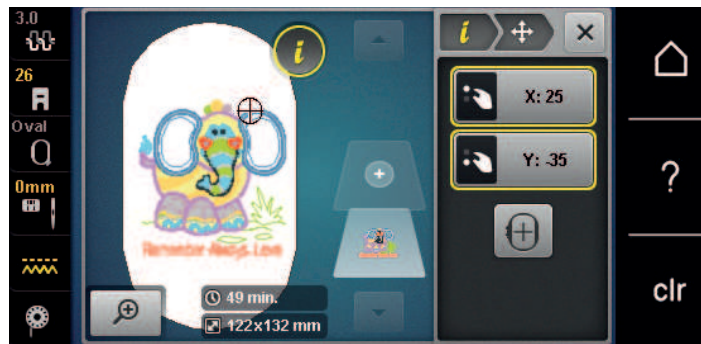 3.0
26
Oval
0mm
i
Remember Always Love
49 min.
122x132 mm
i
X: 25
Y: -35
?
clr